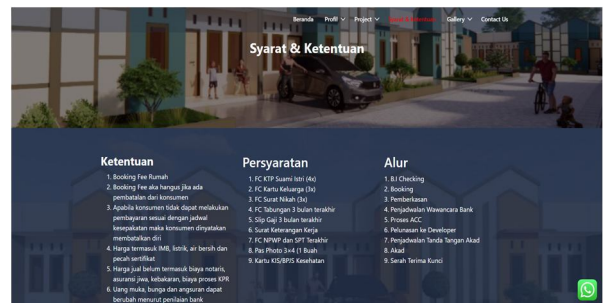 Beranda Profil Project Syarat & Ketentuan Gallery Contact Us
Syarat & Ketentuan
Ketentuan
1. Booking Fee Rumah
2. Booking Fee aka hangus jika ada
pembatalan dari konsumen
3. Apabila konsumen tidak dapat melakukan
pembayaran sesuai dengan jadwal
kesepakatan maka konsumen dinyatakan
membatalkan diri
4. Harga termasuk IMB, listrik, air bersih dan
pecah sertifikat
5. Harga jual belum termasuk biaya notaris,
asuransi jiwa, kebakaran, biaya proses KPR
6. Uang muka, bunga dan angsuran dapat
berubah menurut penilaian bank
Persyaratan
1. FC KTP Suami Istri (4x)
2. FC Kartu Keluarga (3x)
3. FC Surat Nikah (3x)
4. FC Tabungan 3 bulan terakhir
5. Slip Gaji 3 bulan terakhir
6. Surat Keterangan Kerja
7. FC NPWP dan SPT Terakhir
8. Pas Photo 3×4 (1 Buah
9. Kartu KIS/BPJS Kesehatan
Alur
1. B.I Checking
2. Booking
3. Pemberkasan
4. Penjadwalan Wawancara Bank
5. Proses ACC
6. Pelunasan ke Developer
7. Penjadwalan Tanda Tangan Akad
8. Akad
9. Serah Terima Kunci